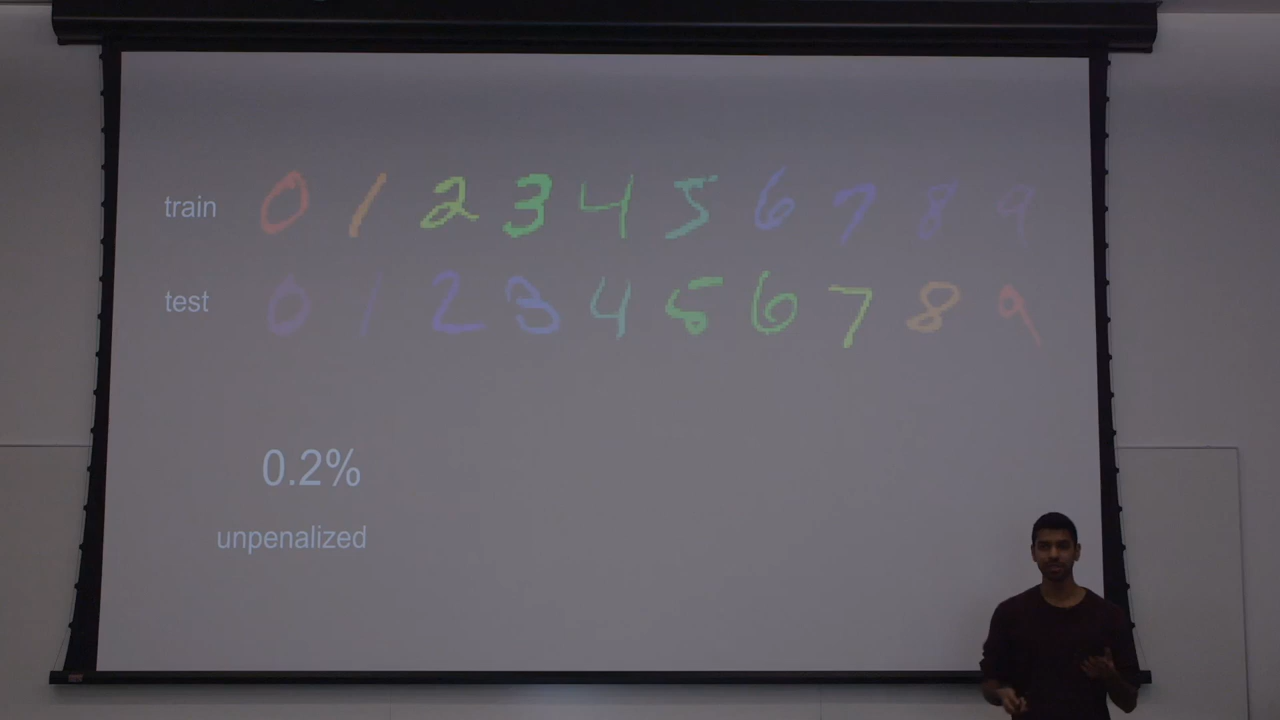 train 0 1 2 3 4 5 6 7 8 9
test 0 1 2 3 4 5 6 7 8 9
0.2%
unpenalized